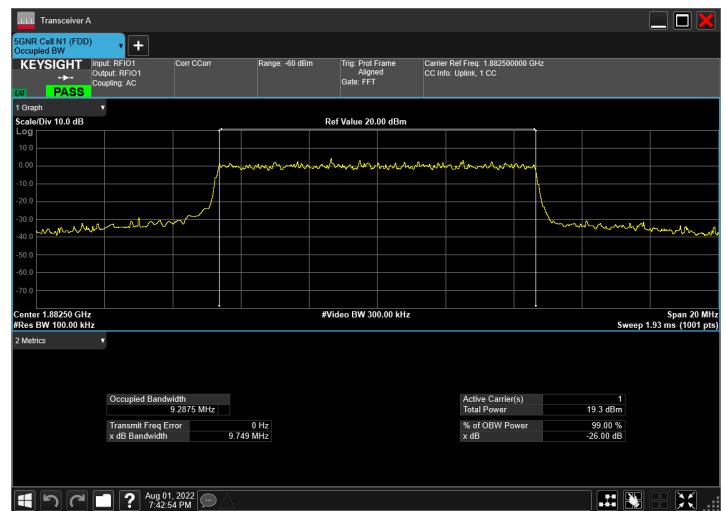 Transceiver A
5GNR Cell N1 (FDD)
Occupied BW
KEYSIGHT
LXI
PASS
Input: RFIO1
Output: RFIO1
Coupling: AC
Corr CCorr
Range: -60 dBm
Trig: Prot Frame
Aligned
Gate: FFT
Carrier Ref Freq: 1.882500000 GHz
CC Info: Uplink, 1 CC
1 Graph
Scale/Div 10.0 dB
Ref Value 20.00 dBm
Log
10.0
0.00
-10.0
-20.0
-30.0
-40.0
-50.0
-60.0
-70.0
Center 1.88250 GHz
#Video BW 300.00 kHz
Span 20 MHz
#Res BW 100.00 kHz
Sweep 1.93 ms (1001 pts)
2 Metrics
Occupied Bandwidth
9.2875 MHz
Active Carrier(s) 1
Total Power 19.3 dBm
Transmit Freq Error 0 Hz
x dB Bandwidth 9.749 MHz
% of OBW Power 99.00 %
x dB -26.00 dB
?
Aug 01, 2022
7:42:54 PM